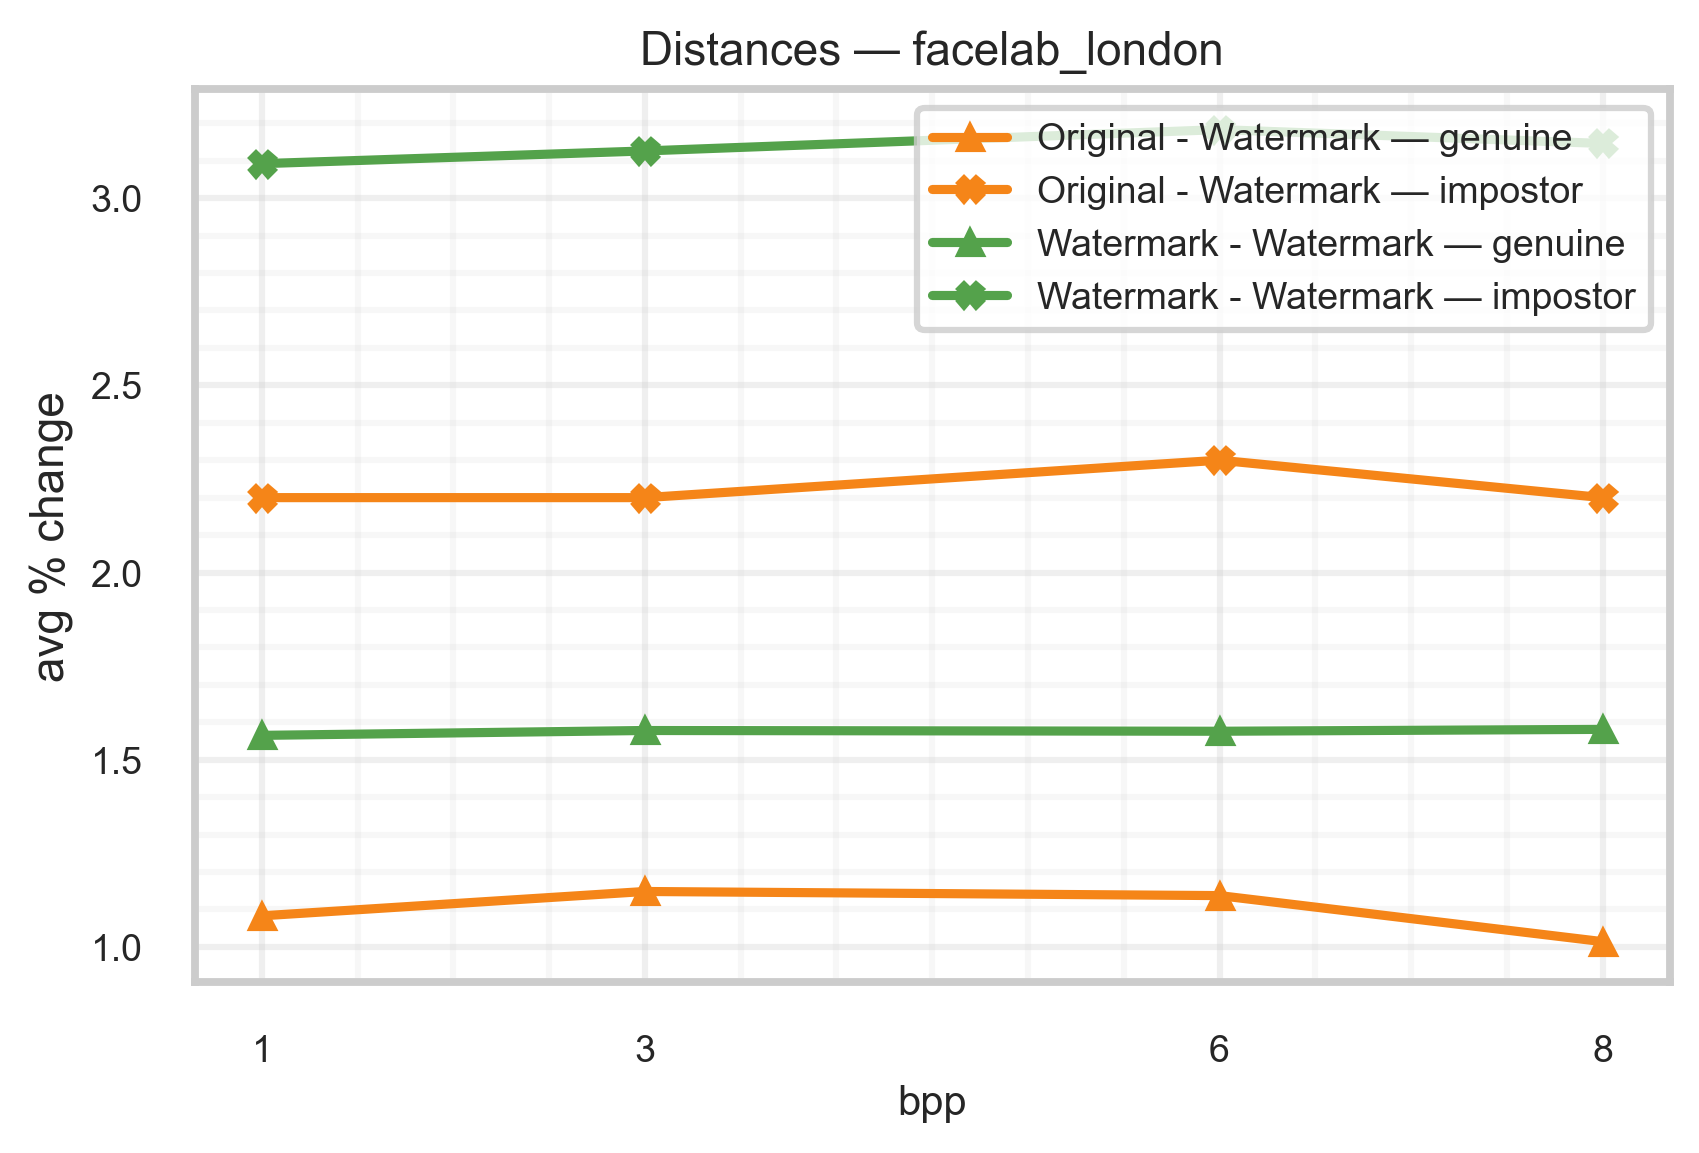 Distances — facelab_london
Original - Watermark — genuine
Original - Watermark — impostor
Watermark - Watermark — genuine
Watermark - Watermark — impostor
avg % change
3.0
2.5
2.0
1.5
1.0
1 3 6 8
bpp